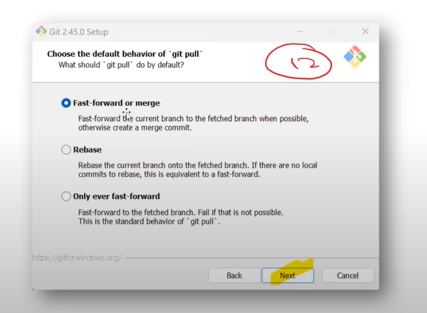 Git 2.45.0 Setup
Choose the default behavior of `git pull`
What should `git pull` do by default?
12
Fast-forward or merge
Fast-forward the current branch to the fetched branch when possible,
otherwise create a merge commit.
Rebase
Rebase the current branch onto the fetched branch. If there are no local
commits to rebase, this is equivalent to a fast-forward.
Only ever fast-forward
Fast-forward to the fetched branch. Fail if that is not possible.
This is the standard behavior of `git pull`.
https://gitforwindows.org/
Back Next Cancel